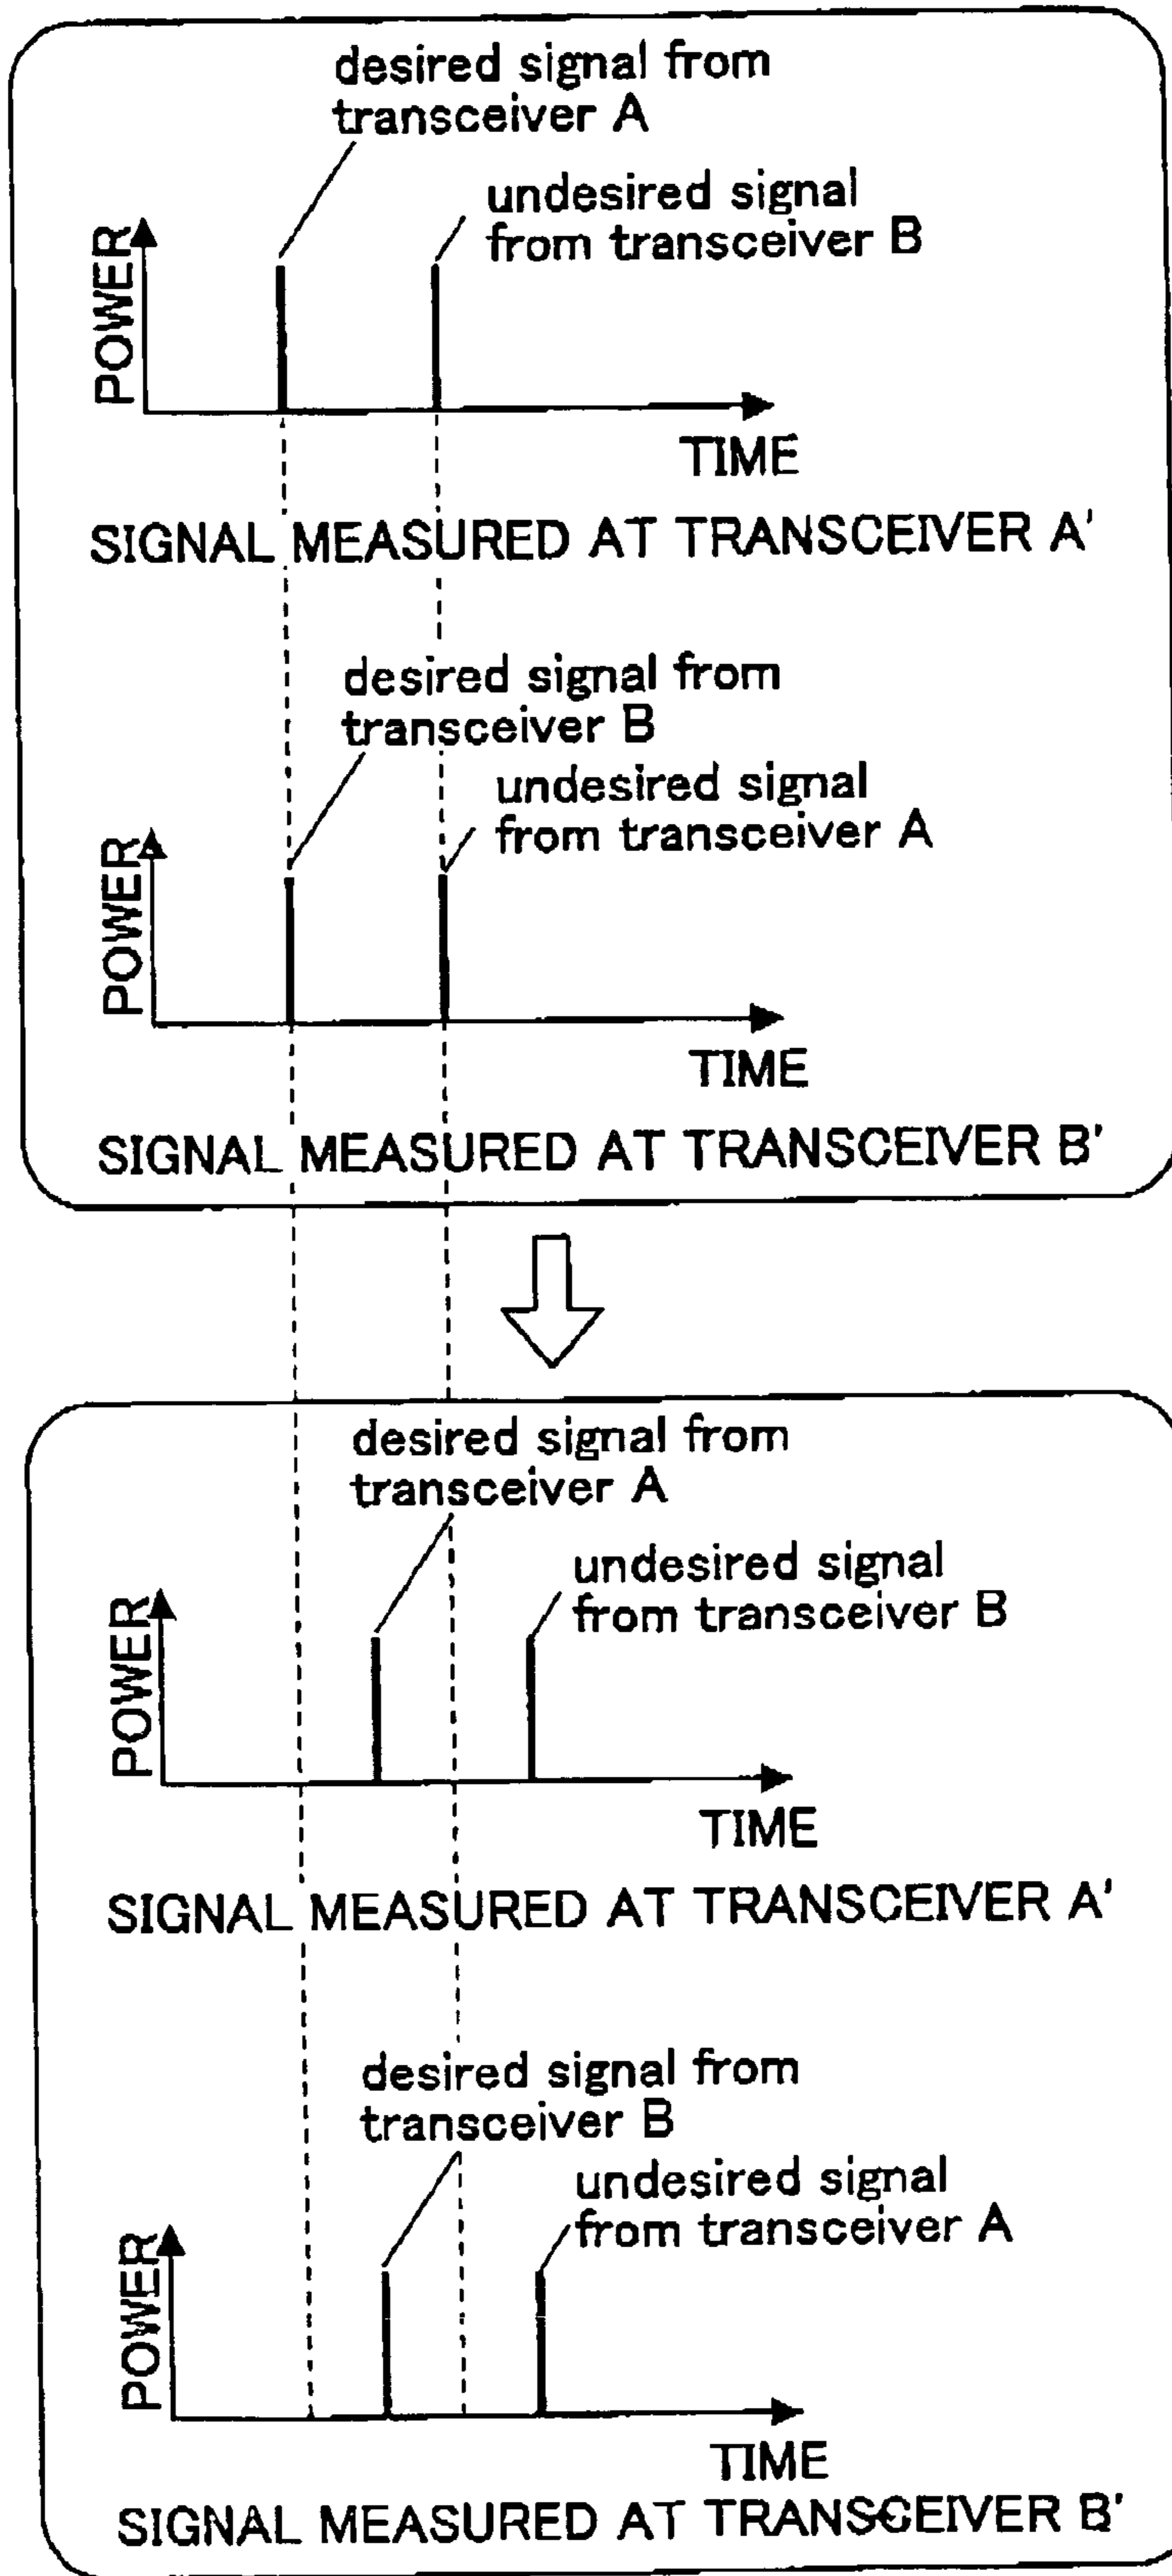 desired signal from
transceiver A
undesired signal
from transceiver B
POWER
TIME
SIGNAL MEASURED AT TRANSCEIVER A'
desired signal from
transceiver B
undesired signal
from transceiver A
POWER
TIME
SIGNAL MEASURED AT TRANSCEIVER B'
desired signal from
transceiver A
undesired signal
from transceiver B
POWER
TIME
SIGNAL MEASURED AT TRANSCEIVER A'
desired signal from
transceiver B
undesired signal
from transceiver A
POWER
TIME
SIGNAL MEASURED AT TRANSCEIVER B'